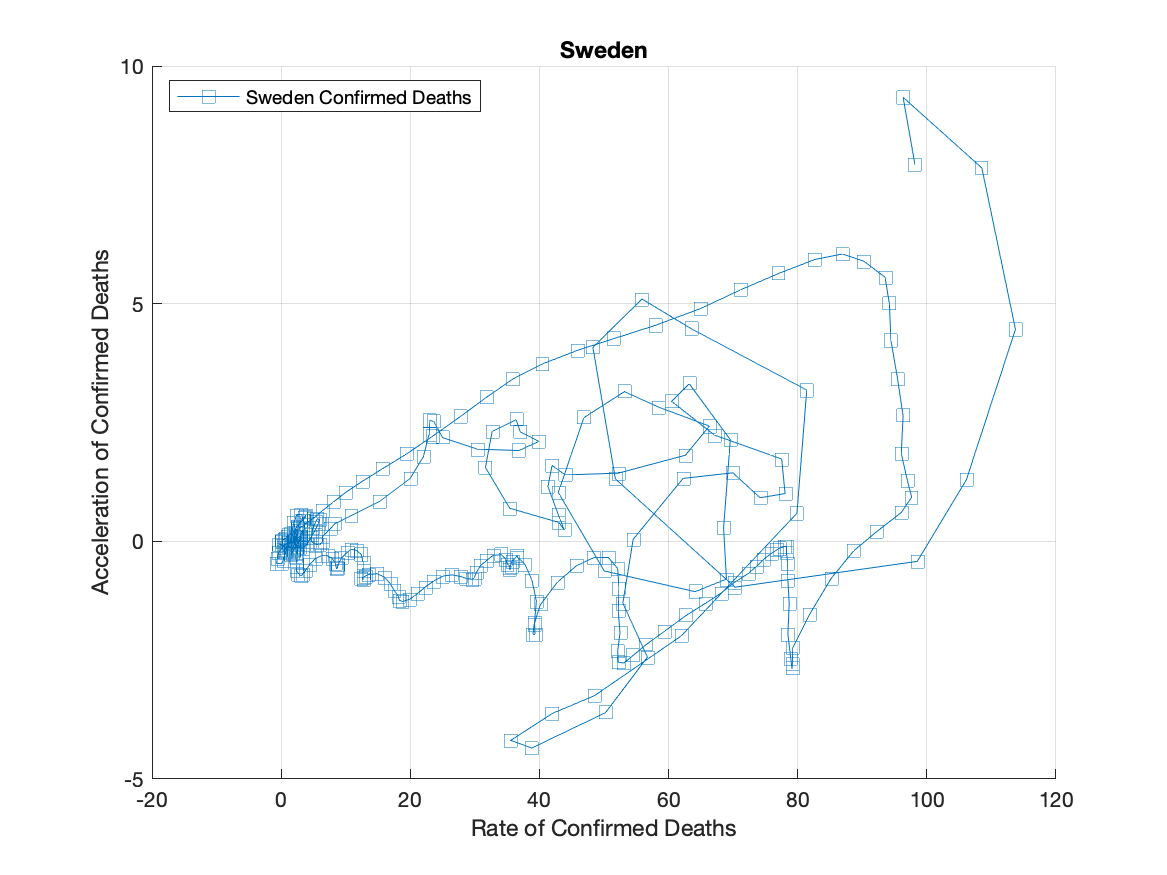 Sweden
10
Sweden Confirmed Deaths
5
Acceleration of Confirmed Deaths
0
-5
-20 0 20 40 60 80 100 120
Rate of Confirmed Deaths